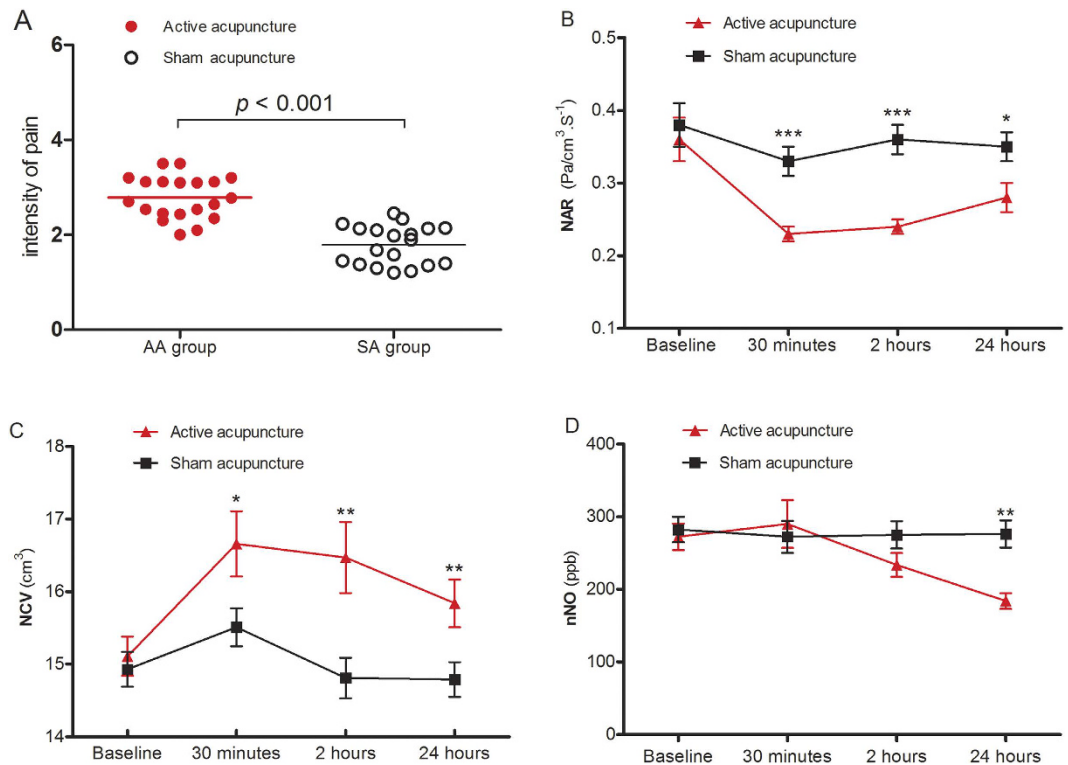 A
Active acupuncture
Sham acupuncture
6
4
2
0
intensity of pain
p < 0.001
AA group
SA group
B
Active acupuncture
Sham acupuncture
0.5
0.4
0.3
0.2
0.1
NAR (Pa/cm³.S⁻¹)
***
***
*
Baseline
30 minutes
2 hours
24 hours
C
Active acupuncture
Sham acupuncture
18
17
16
15
14
NCV (cm³)
*
**
**
Baseline
30 minutes
2 hours
24 hours
D
Active acupuncture
Sham acupuncture
400
300
200
100
0
nNO (ppb)
**
Baseline
30 minutes
2 hours
24 hours